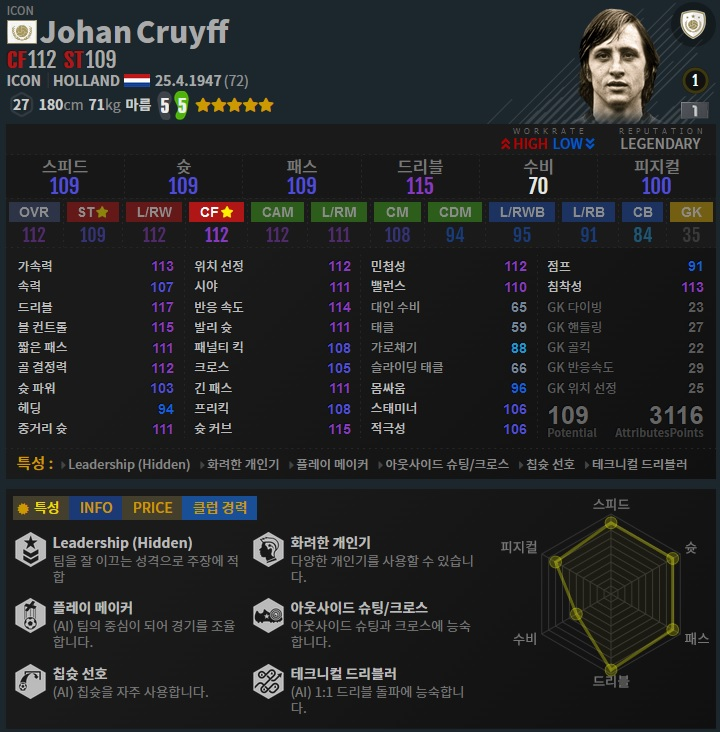 ICON
Johan Cruyff
CF112 ST109
ICON HOLLAND 25.4.1947 (72)
27 180cm 71kg 마름 5 5
1
1
WORKRATE REPUTATION
HIGH LOW LEGENDARY
스피드 슛 패스 드리블 수비 피지컬
109 109 109 115 70 100
OVR ST L/RW CF CAM L/RM CM CDM L/RWB L/RB CB GK
112 109 112 112 112 111 108 94 95 91 84 35
가속력 113 위치 선정 112 민첩성 112 점프 91
속력 107 시야 111 밸런스 110 침착성 113
드리블 117 반응 속도 114 대인 수비 65 GK 다이빙 23
볼 컨트롤 115 발리 슛 111 태클 59 GK 핸들링 27
짧은 패스 111 패널티 킥 108 가로채기 88 GK 골킥 22
골 결정력 112 크로스 105 슬라이딩 태클 66 GK 반응속도 29
슛 파워 103 긴 패스 111 몸싸움 96 GK 위치 선정 25
헤딩 94 프리킥 108 스태미너 106 109 3116
중거리 슛 111 슛 커브 115 적극성 106 Potential AttributesPoints
특성 : Leadership (Hidden) 화려한 개인기 플레이 메이커 아웃사이드 슈팅/크로스 칩슛 선호 테크니컬 드리블러
특성 INFO PRICE 클럽 경력
Leadership (Hidden)
팀을 잘 이끄는 성격으로 주장에 적
합
화려한 개인기
다양한 개인기를 사용할 수 있습니
다.
플레이 메이커
(AI) 팀의 중심이 되어 경기를 조율
합니다.
아웃사이드 슈팅/크로스
아웃사이드 슈팅과 크로스에 능숙
합니다.
칩슛 선호
(AI) 칩슛을 자주 사용합니다.
테크니컬 드리블러
(AI) 1:1 드리블 돌파에 능숙합니
다.
스피드
피지컬 슛
수비 패스
드리블